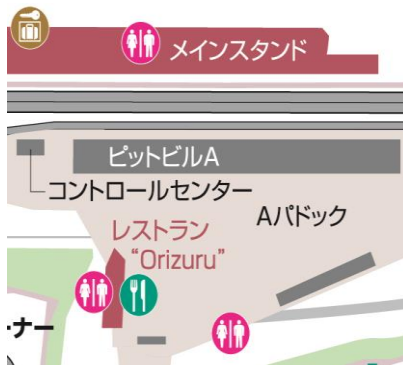 メインスタンド
ピットビルA
コントロールセンター
Aパドック
レストラン
“Orizuru”
ーナー